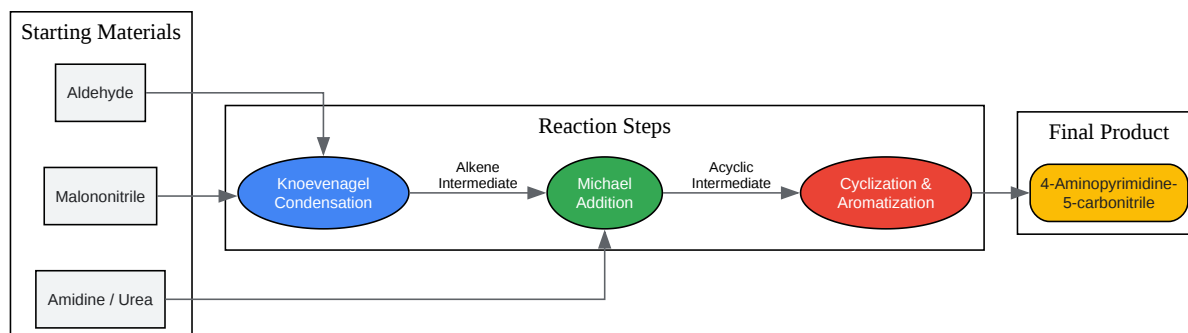 Starting Materials
Aldehyde
Malononitrile
Amidine / Urea
Reaction Steps
Knoevenagel
Condensation
Alkene
Intermediate
Michael
Addition
Acyclic
Intermediate
Cyclization &
Aromatization
Final Product
4-Aminopyrimidine-
5-carbonitrile